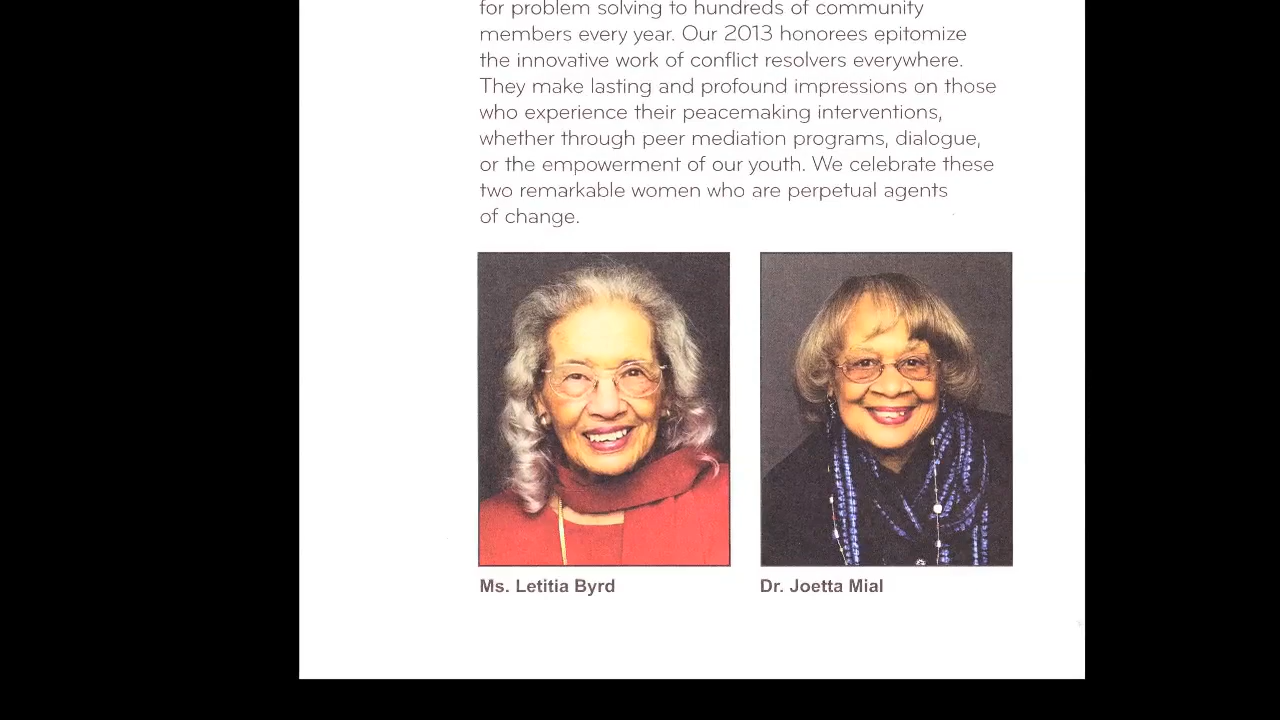 for problem solving to hundreds of community
members every year. Our 2013 honorees epitomize
the innovative work of conflict resolvers everywhere.
They make lasting and profound impressions on those
who experience their peacemaking interventions,
whether through peer mediation programs, dialogue,
or the empowerment of our youth. We celebrate these
two remarkable women who are perpetual agents
of change.
Ms. Letitia Byrd
Dr. Joetta Mial